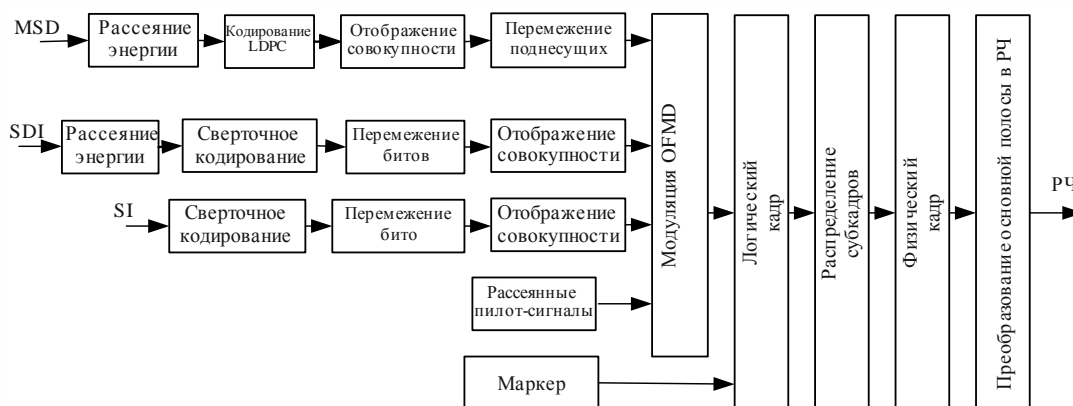 MSD
Рассеяние
энергии
Кодирование
LDPC
Отображение
совокупности
Перемежение
поднесущих
SDI
Рассеяние
энергии
Сверточное
кодирование
Перемежение
битов
Отображение
совокупности
SI
Сверточное
кодирование
Перемежение
бито
Отображение
совокупности
Рассеянные
пилот-сигналы
Маркер
Модуляция OFMD
Логический
кадр
Распределение
субкадров
Физический
кадр
Преобразование основной полосы в РЧ
РЧ